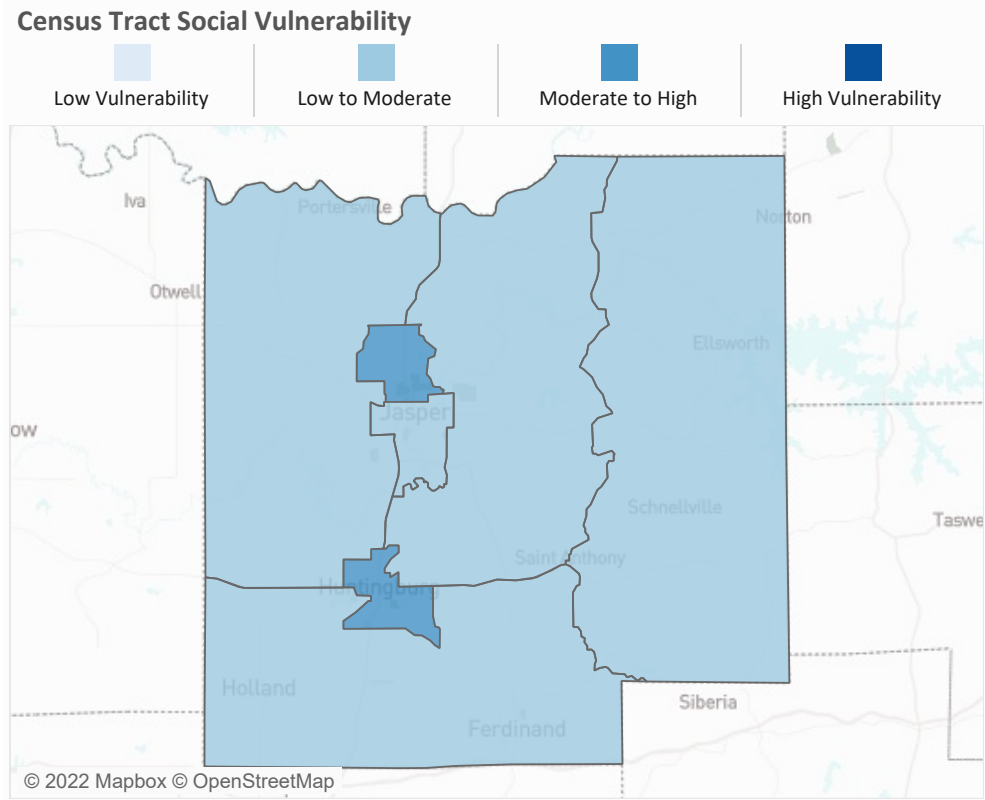 Census Tract Social Vulnerability
Low Vulnerability
Low to Moderate
Moderate to High
High Vulnerability
Iva
Portersville
Norton
Otwell
Ellsworth
Jasper
ow
Schnellville
Taswe
Saint Anthony
Huntingburg
Holland
Siberia
Ferdinand
© 2022 Mapbox © OpenStreetMap